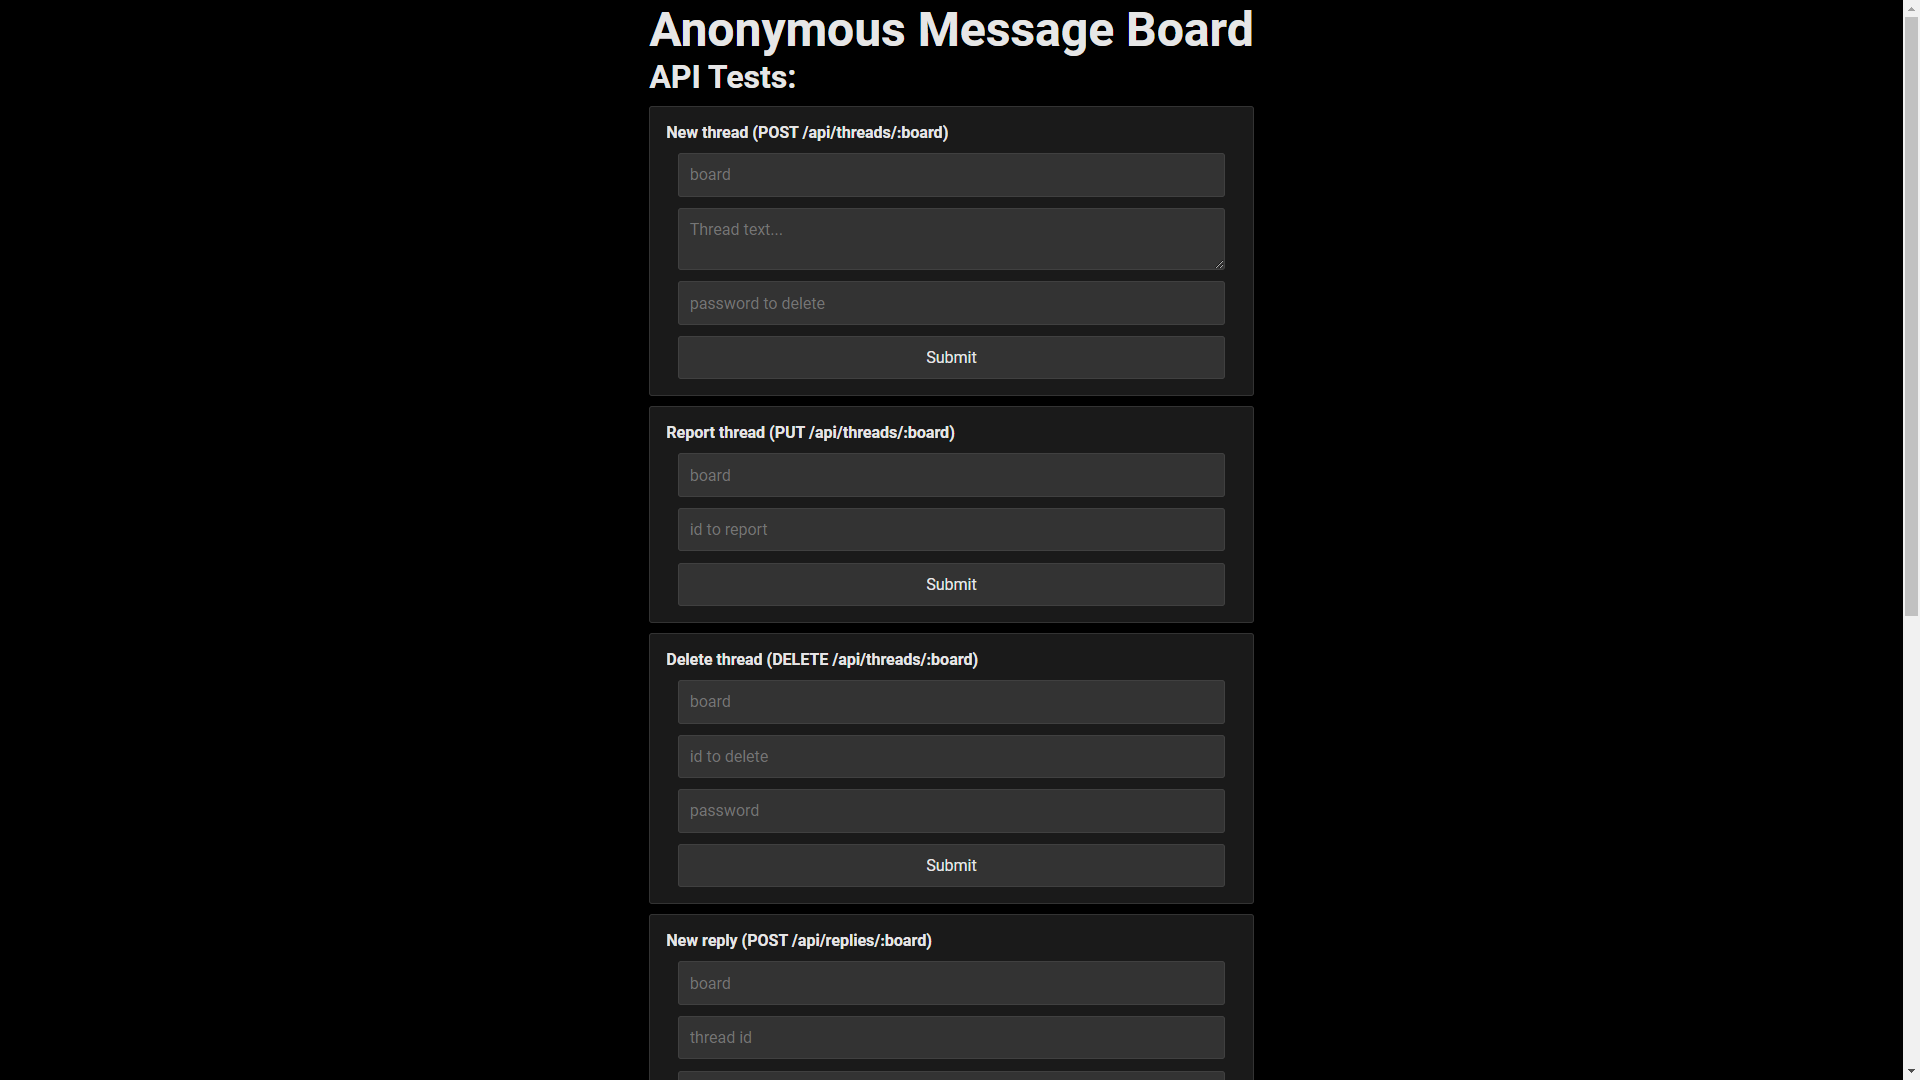 Anonymous Message Board
API Tests:
New thread (POST /api/threads/:board)
board
Thread text...
password to delete
Submit
Report thread (PUT /api/threads/:board)
board
id to report
Submit
Delete thread (DELETE /api/threads/:board)
board
id to delete
password
Submit
New reply (POST /api/replies/:board)
board
thread id